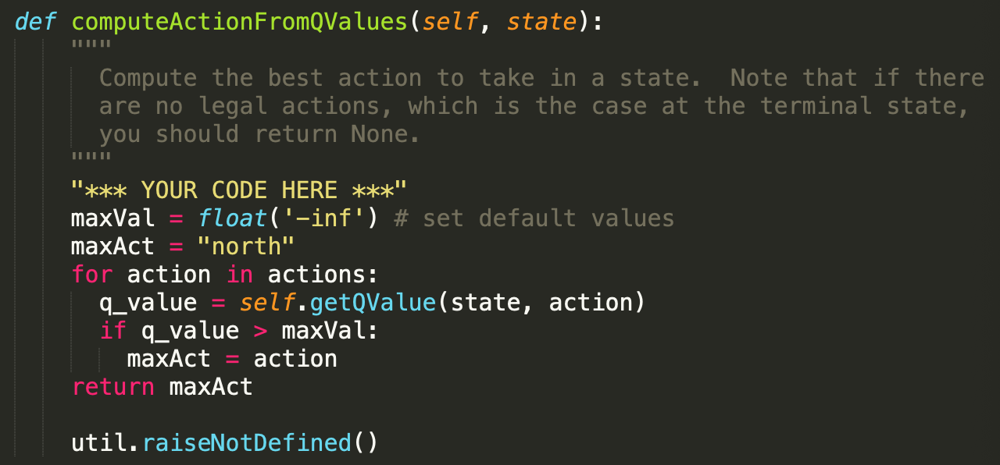 def computeActionFromQValues(self, state):
"""
Compute the best action to take in a state.  Note that if there
are no legal actions, which is the case at the terminal state,
you should return None.
"""
"*** YOUR CODE HERE ***"
maxVal = float('-inf') # set default values
maxAct = "north"
for action in actions:
q_value = self.getQValue(state, action)
if q_value > maxVal:
maxAct = action
return maxAct
util.raiseNotDefined()